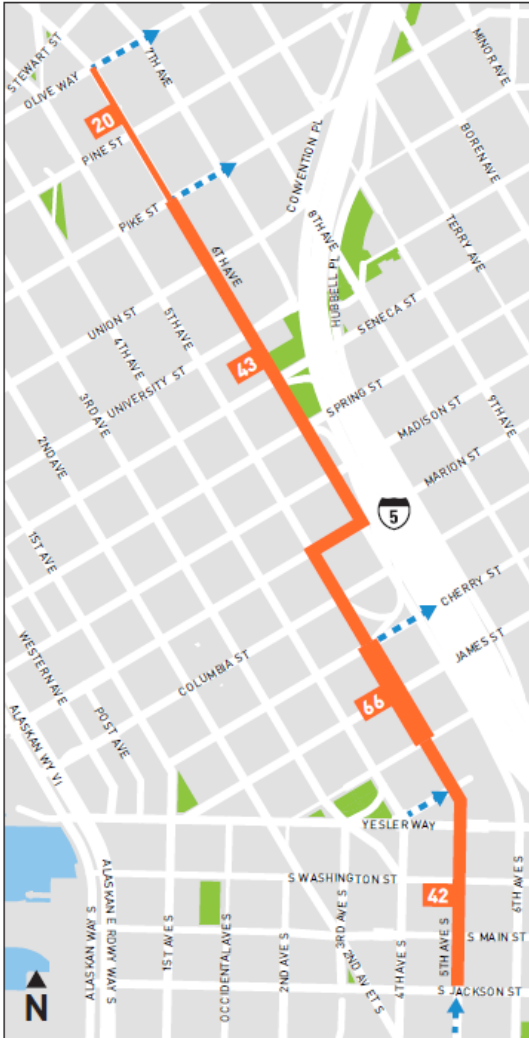 STEWART ST
OLIVE WAY
7TH AVE
MINOR AVE
20
PINE ST
CONVENTION PL
BOREN AVE
PIKE ST
8TH AVE
6TH AVE
TERRY AVE
HUBBELL PL
UNION ST
5TH AVE
SENECA ST
4TH AVE
UNIVERSITY ST
43
3RD AVE
SPRING ST
9TH AVE
MADISON ST
2ND AVE
MARION ST
5
1ST AVE
CHERRY ST
COLUMBIA ST
JAMES ST
WESTERN AVE
66
POST AVE
ALASKAN WY VI
YESLER WAY
S WASHINGTON ST
6TH AVE S
42
ALASKAN WAY S
ALASKAN E RDWY WAY S
1ST AVE S
OCCIDENTAL AVE S
2ND AVE S
3RD AVE S
2ND AV ET S
4TH AVE S
5TH AVE S
S MAIN ST
S JACKSON ST
N